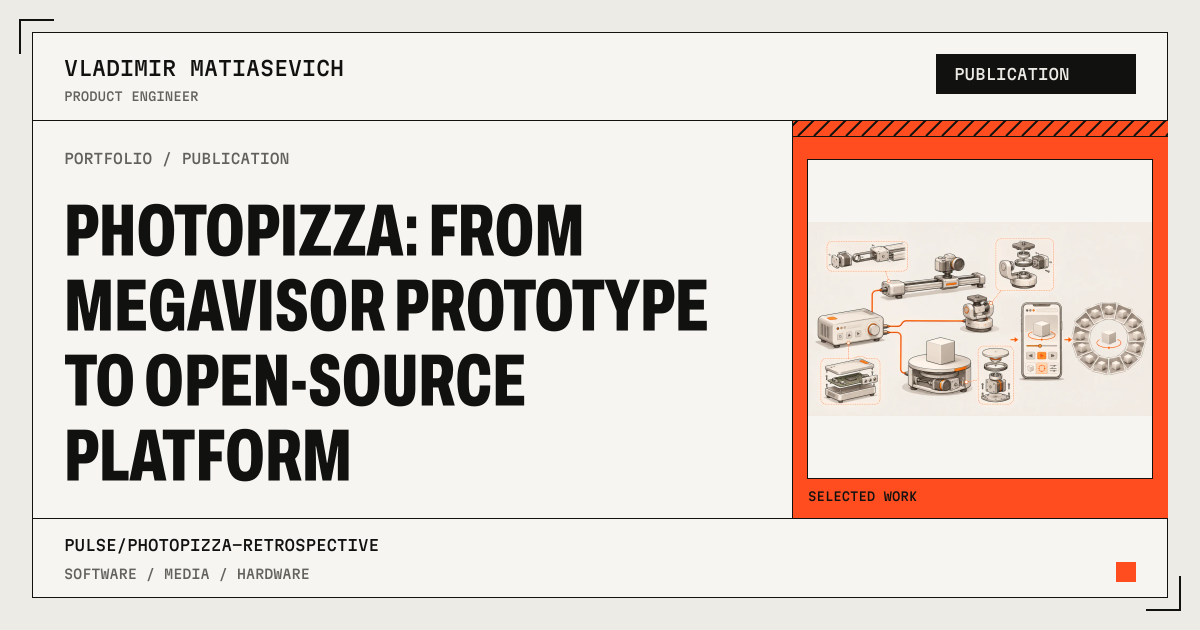 VLADIMIR MATIASEVICH
PRODUCT ENGINEER
PUBLICATION
PORTFOLIO / PUBLICATION
PHOTOPIZZA: FROM
MEGAVISOR PROTOTYPE
TO OPEN-SOURCE
PLATFORM
SELECTED WORK
PULSE/PHOTOPIZZA–RETROSPECTIVE
SOFTWARE / MEDIA / HARDWARE